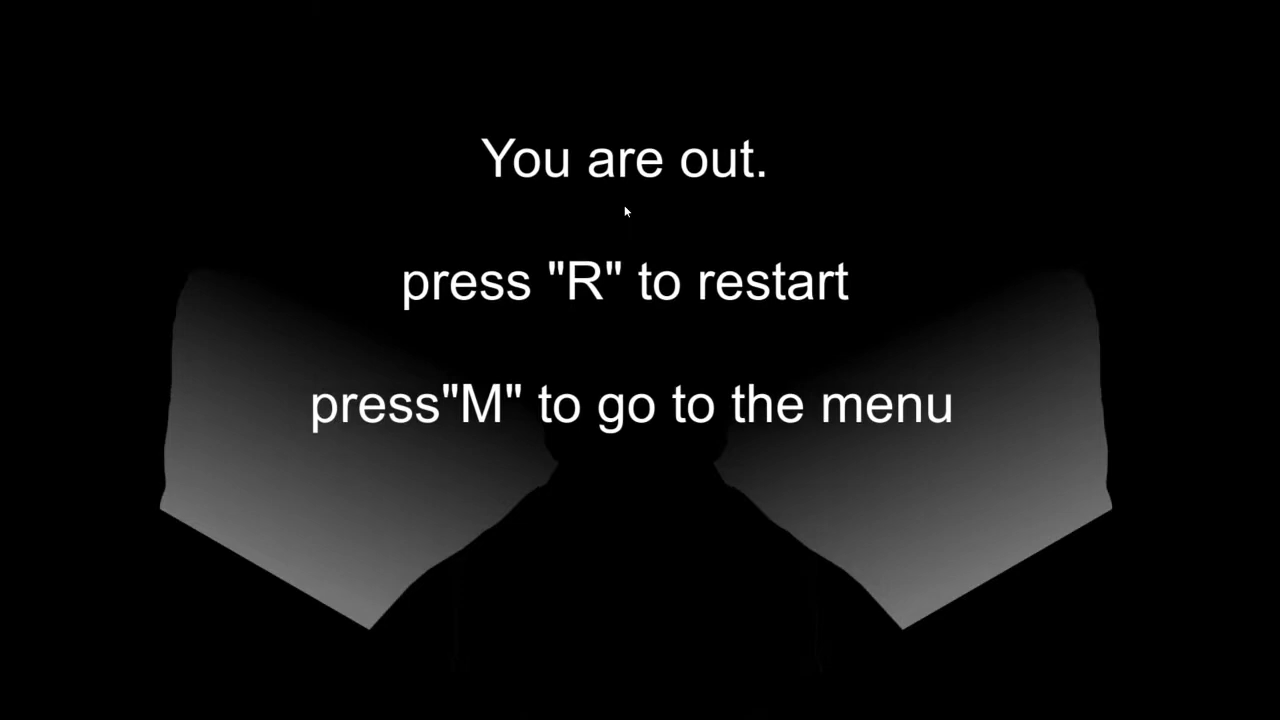 You are out.
press "R" to restart
press"M" to go to the menu